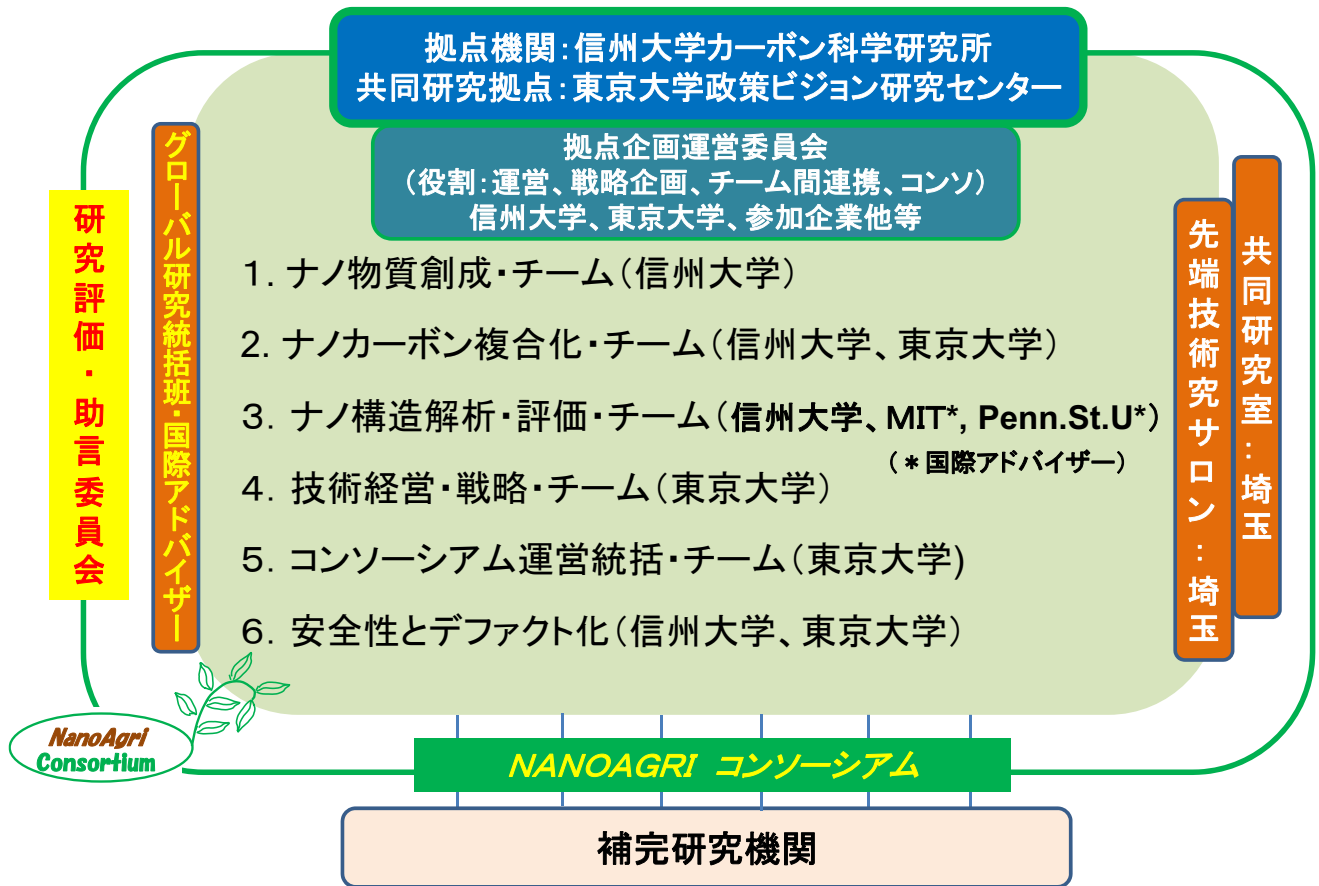 拠点機関：信州大学カーボン科学研究所
共同研究拠点：東京大学政策ビジョン研究センター
拠点企画運営委員会
（役割：運営、戦略企画、チーム間連携、コンソ）
信州大学、東京大学、参加企業他等
研究評価・助言委員会
グローバル研究統括班・国際アドバイザー
1. ナノ物質創成・チーム（信州大学）
2. ナノカーボン複合化・チーム（信州大学、東京大学）
3. ナノ構造解析・評価・チーム（信州大学、MIT*, Penn.St.U*）
（＊国際アドバイザー）
4. 技術経営・戦略・チーム（東京大学）
5. コンソーシアム運営統括・チーム（東京大学)
6. 安全性とデファクト化（信州大学、東京大学）
先端技術究サロン：埼玉
共同研究室：埼玉
NanoAgri
Consortium
NANOAGRI コンソーシアム
補完研究機関